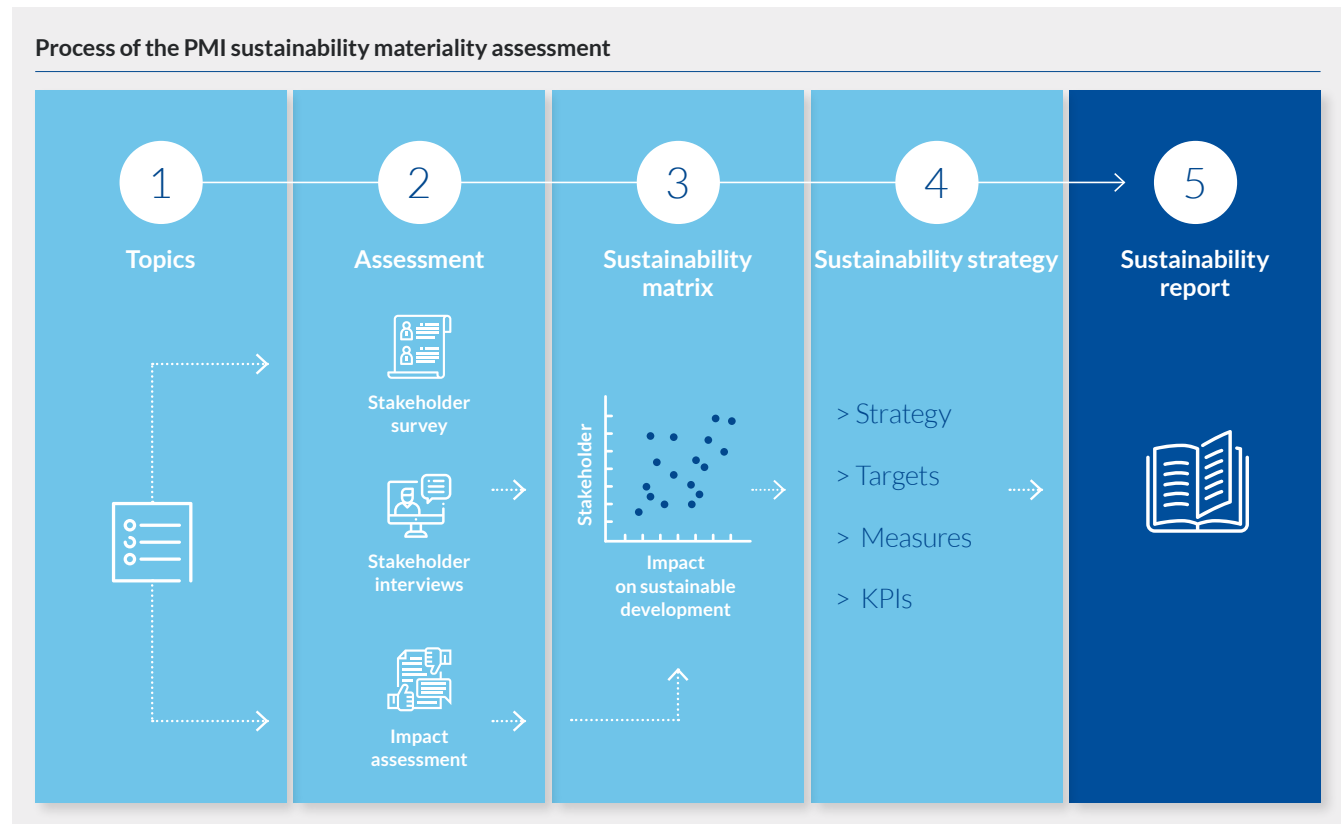 Process of the PMI sustainability materiality assessment
1
Topics
2
Assessment
Stakeholder
survey
Stakeholder
interviews
Impact
assessment
3
Sustainability
matrix
Stakeholder
Impact
on sustainable
development
4
Sustainability strategy
> Strategy
> Targets
> Measures
> KPIs
5
Sustainability
report